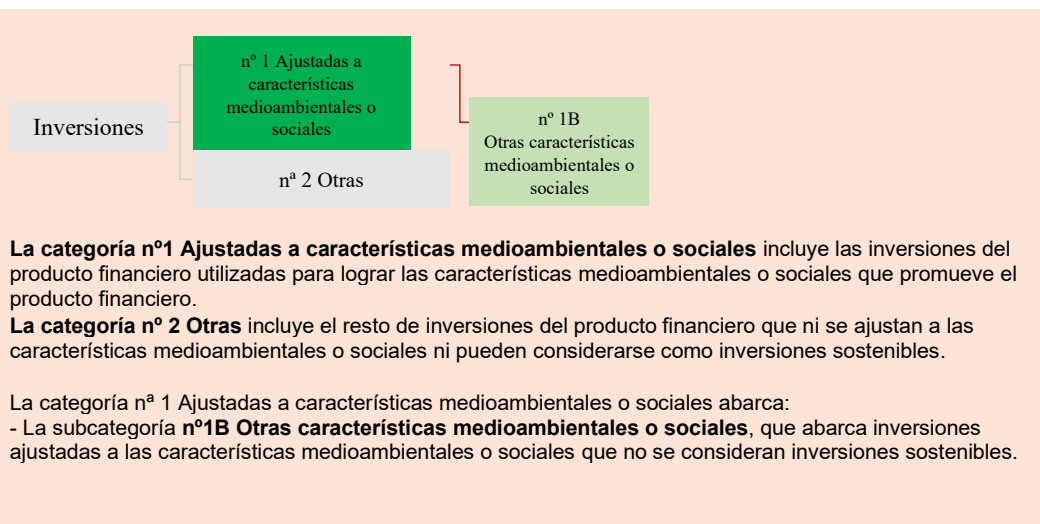 nº 1 Ajustadas a
características
medioambientales o
sociales
Inversiones
nª 2 Otras
nº 1B
Otras características
medioambientales o
sociales
La categoría nº1 Ajustadas a características medioambientales o sociales incluye las inversiones del
producto financiero utilizadas para lograr las características medioambientales o sociales que promueve el
producto financiero.
La categoría nº 2 Otras incluye el resto de inversiones del producto financiero que ni se ajustan a las
características medioambientales o sociales ni pueden considerarse como inversiones sostenibles.
La categoría nª 1 Ajustadas a características medioambientales o sociales abarca:
- La subcategoría nº1B Otras características medioambientales o sociales, que abarca inversiones
ajustadas a las características medioambientales o sociales que no se consideran inversiones sostenibles.